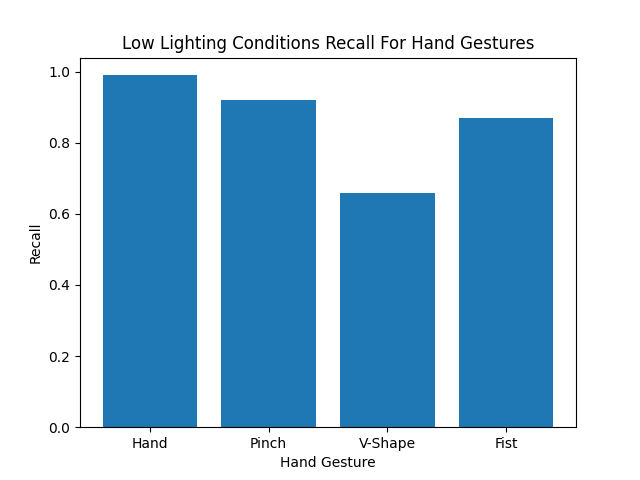 Low Lighting Conditions Recall For Hand Gestures
1.0
0.8
0.6
0.4
0.2
0.0
Recall
Hand Pinch V-Shape Fist
Hand Gesture